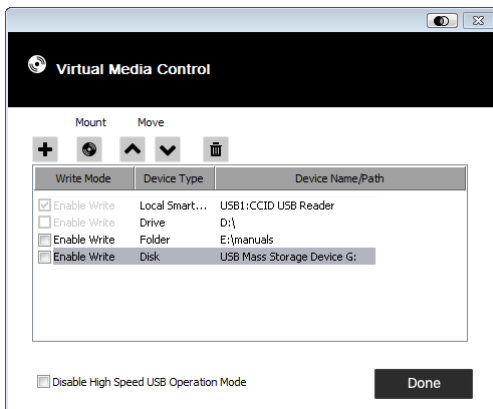 Virtual Media Control
Mount Move
Write Mode Device Type Device Name/Path
Enable Write Local Smart... USB1:CCID USB Reader
Enable Write Drive D:\
Enable Write Folder E:\manuals
Enable Write Disk USB Mass Storage Device G:
Disable High Speed USB Operation Mode Done